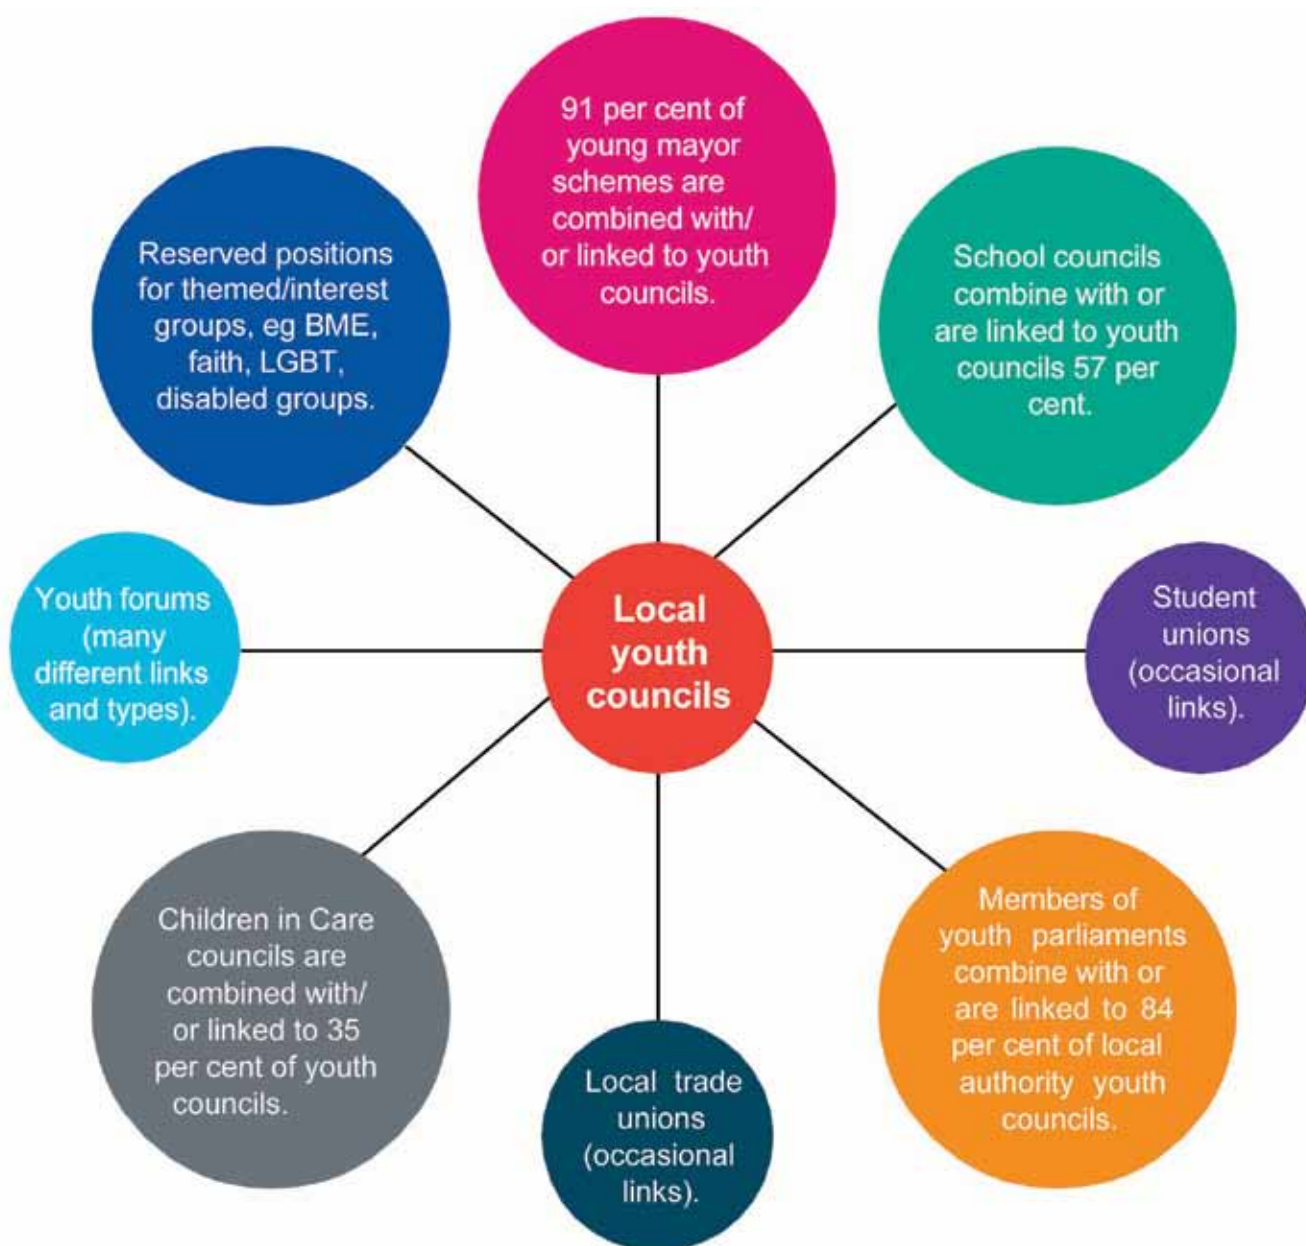 91 per cent of
young mayor
schemes are
combined with/
or linked to youth
councils.
Reserved positions
for themed/interest
groups, eg BME,
faith, LGBT,
disabled groups.
School councils
combine with or
are linked to youth
councils 57 per
cent.
Youth forums
(many
different links
and types).
Local
youth
councils
Student
unions
(occasional
links).
Children in Care
councils are
combined with/
or linked to 35
per cent of youth
councils.
Local trade
unions
(occasional
links).
Members of
youth parliaments
combine with or
are linked to 84
per cent of local
authority youth
councils.